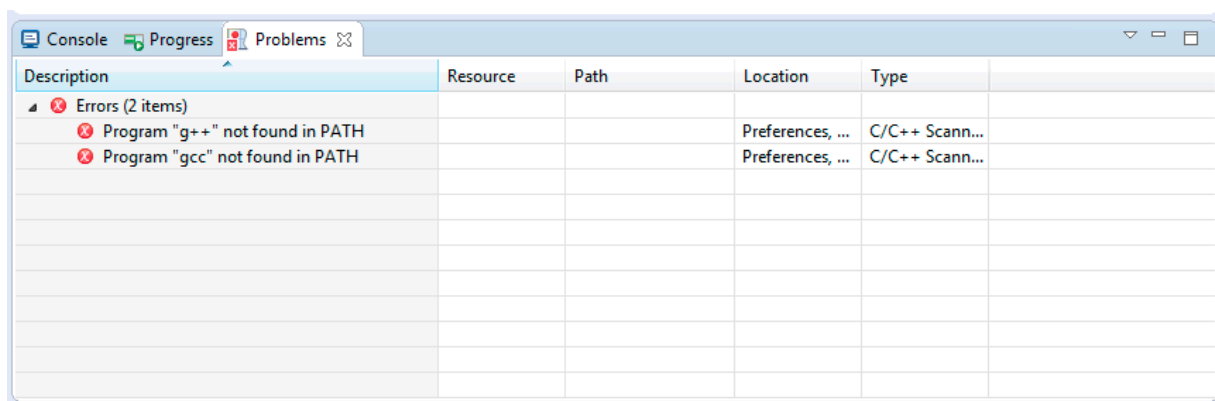 Console Progress Problems
Description Resource Path Location Type
Errors (2 items)
Program "g++" not found in PATH Preferences, ... C/C++ Scann...
Program "gcc" not found in PATH Preferences, ... C/C++ Scann...